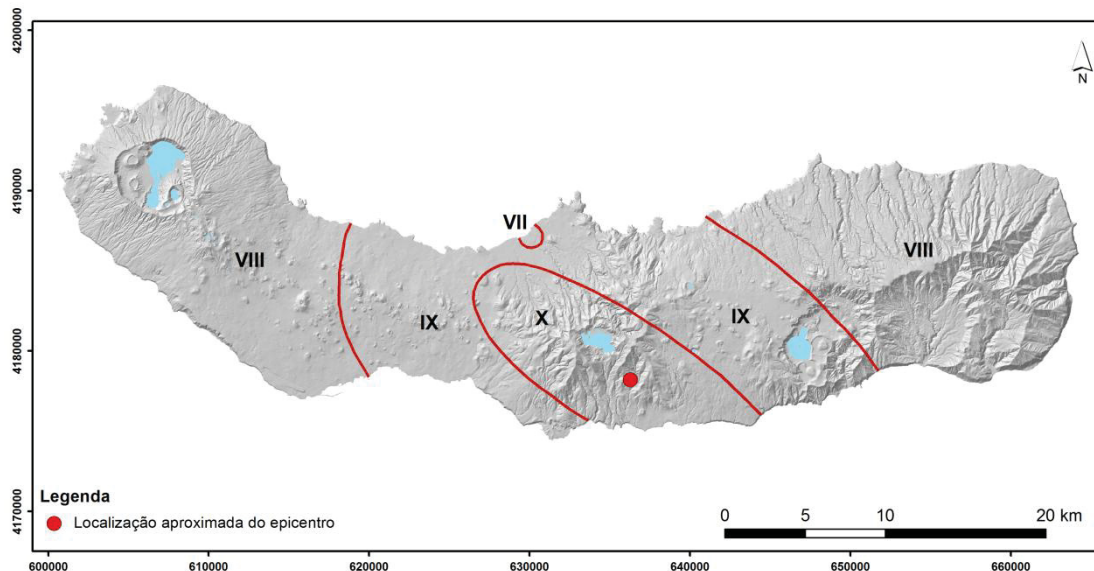 4200000
4190000
4180000
4170000
N
VII
VIII
VIII
IX
X
IX
Legenda
Localização aproximada do epicentro
0 5 10 20 km
600000 610000 620000 630000 640000 650000 660000